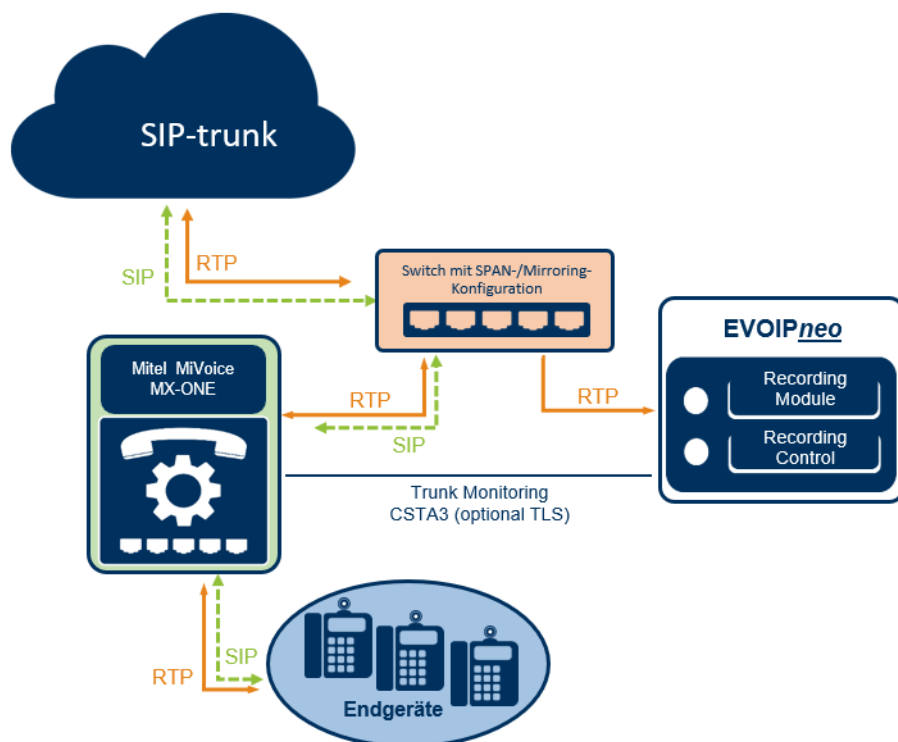 SIP-trunk
SIP
RTP
Switch mit SPAN-/Mirroring-
Konfiguration
EVOIPneo
Recording
Module
Recording
Control
Mitel MiVoice
MX-ONE
RTP
SIP
RTP
Trunk Monitoring
CSTA3 (optional TLS)
SIP
RTP
Endgeräte